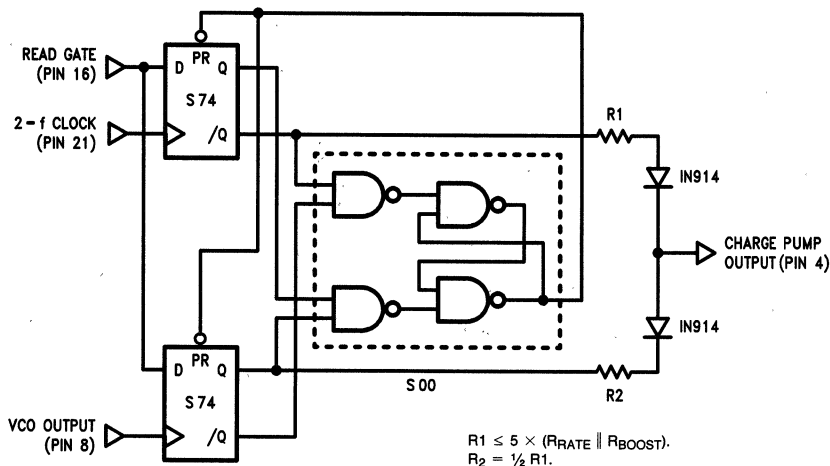 READ GATE
(PIN 16)
D
PR
Q
S74
/Q
2-f CLOCK
(PIN 21)
R1
IN914
CHARGE PUMP
OUTPUT (PIN 4)
IN914
D
PR
Q
S74
/Q
VCO OUTPUT
(PIN 8)
S00
R2
R1 ≤ 5 × (RRATE ∥ RBOOST).
R2 = ½ R1.